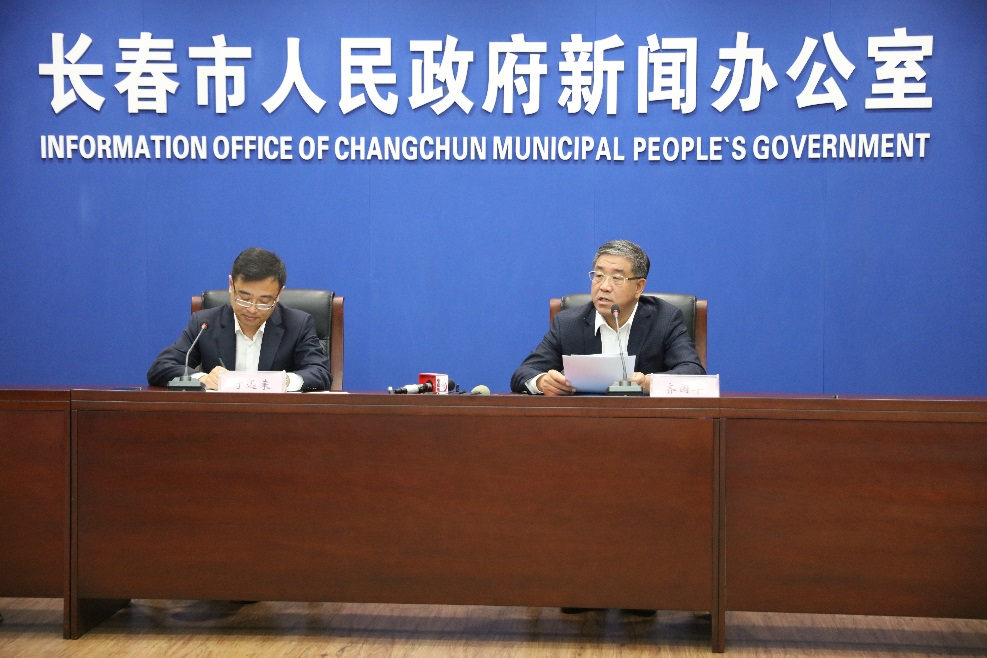 长春市人民政府新闻办公室
INFORMATION OFFICE OF CHANGCHUN MUNICIPAL PEOPLE`S GOVERNMENT